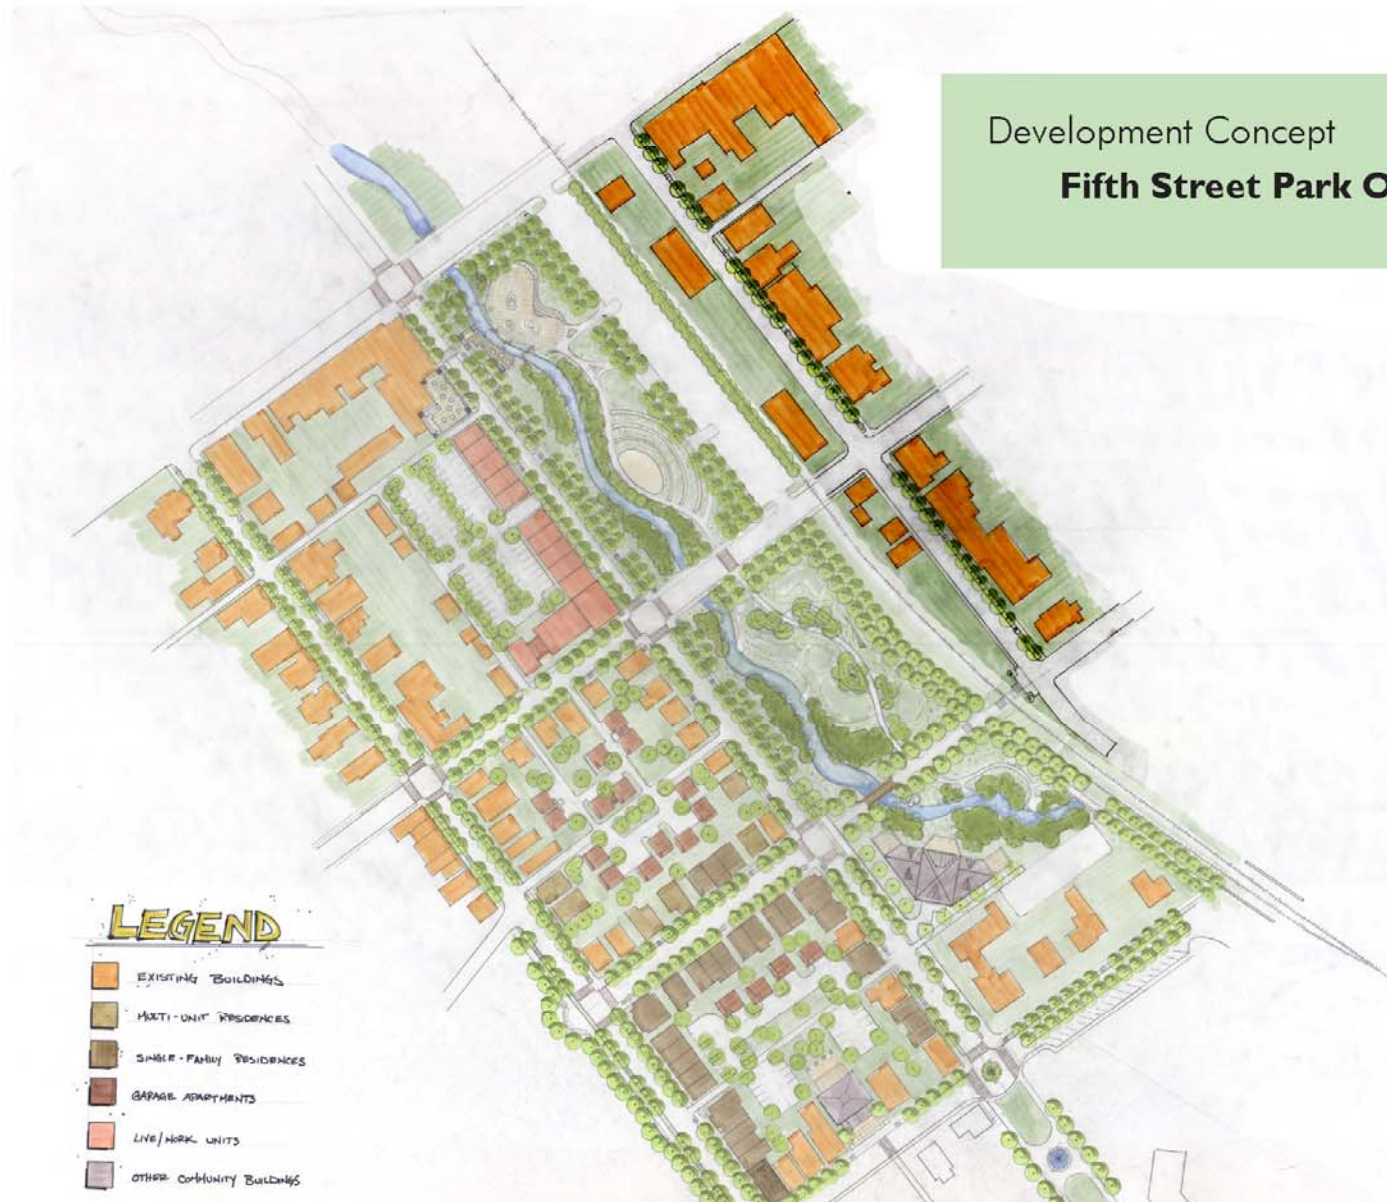 Development Concept
Fifth Street Park O
LEGEND
EXISTING BUILDINGS
MULTI-UNIT RESIDENCES
SINGLE-FAMILY RESIDENCES
GARAGE APARTMENTS
LIVE/WORK UNITS
OTHER COMMUNITY BUILDINGS